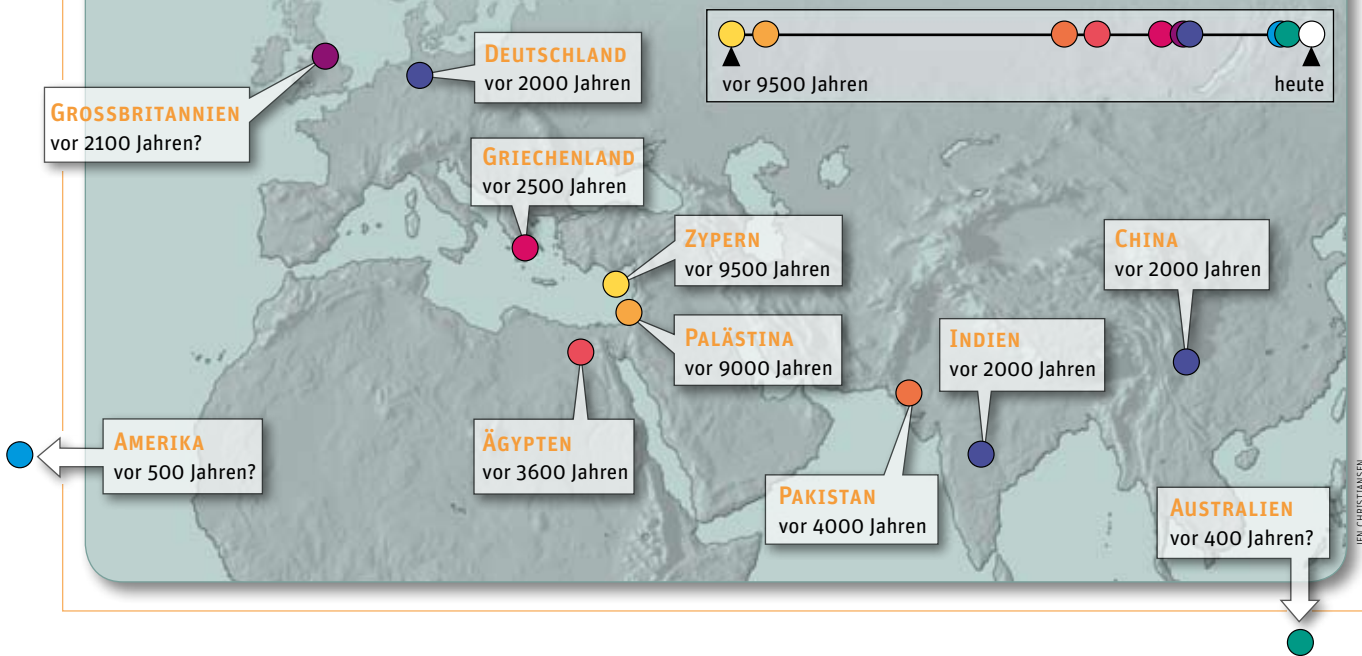 vor 9500 Jahren
heute
DEUTSCHLAND
vor 2000 Jahren
GROSSBRITANNIEN
vor 2100 Jahren?
GRIECHENLAND
vor 2500 Jahren
ZYPERN
vor 9500 Jahren
CHINA
vor 2000 Jahren
PALÄSTINA
vor 9000 Jahren
INDIEN
vor 2000 Jahren
AMERIKA
vor 500 Jahren?
ÄGYPTEN
vor 3600 Jahren
PAKISTAN
vor 4000 Jahren
AUSTRALIEN
vor 400 Jahren?
JEN CHRISTIANSEN